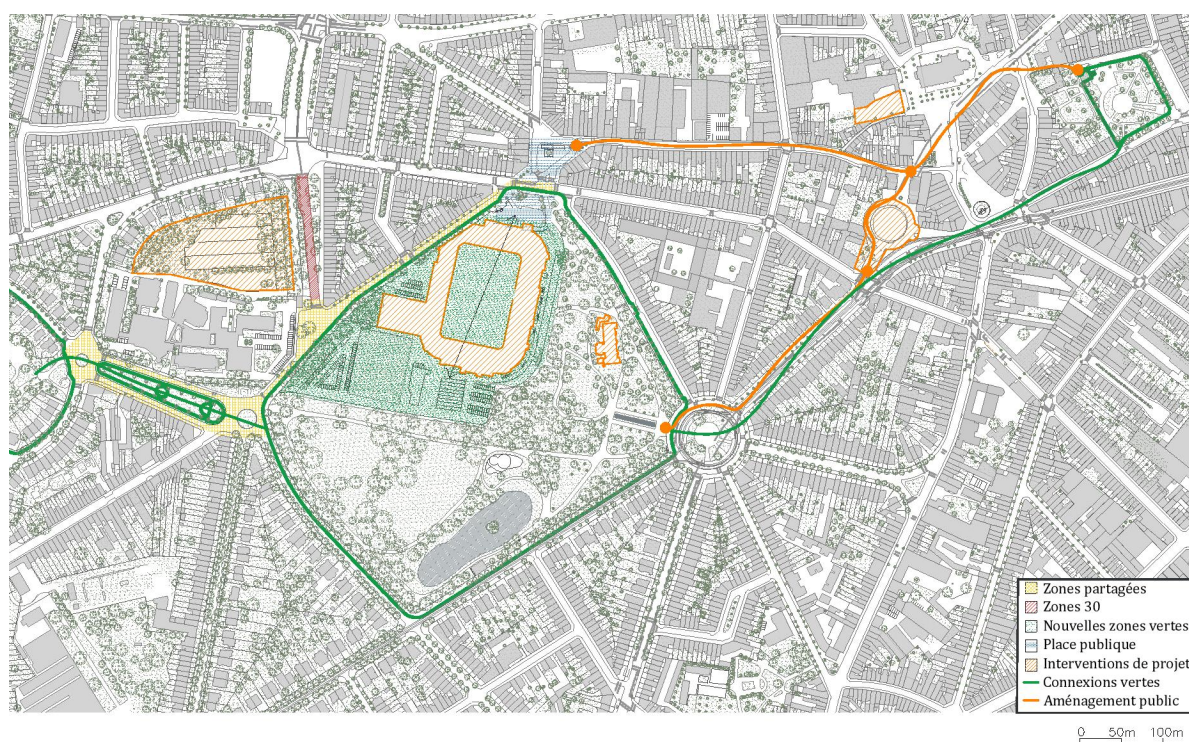 Zones partagées
Zones 30
Nouvelles zones vertes
Place publique
Interventions de projet
Connexions vertes
Aménagement public
0 50m 100m